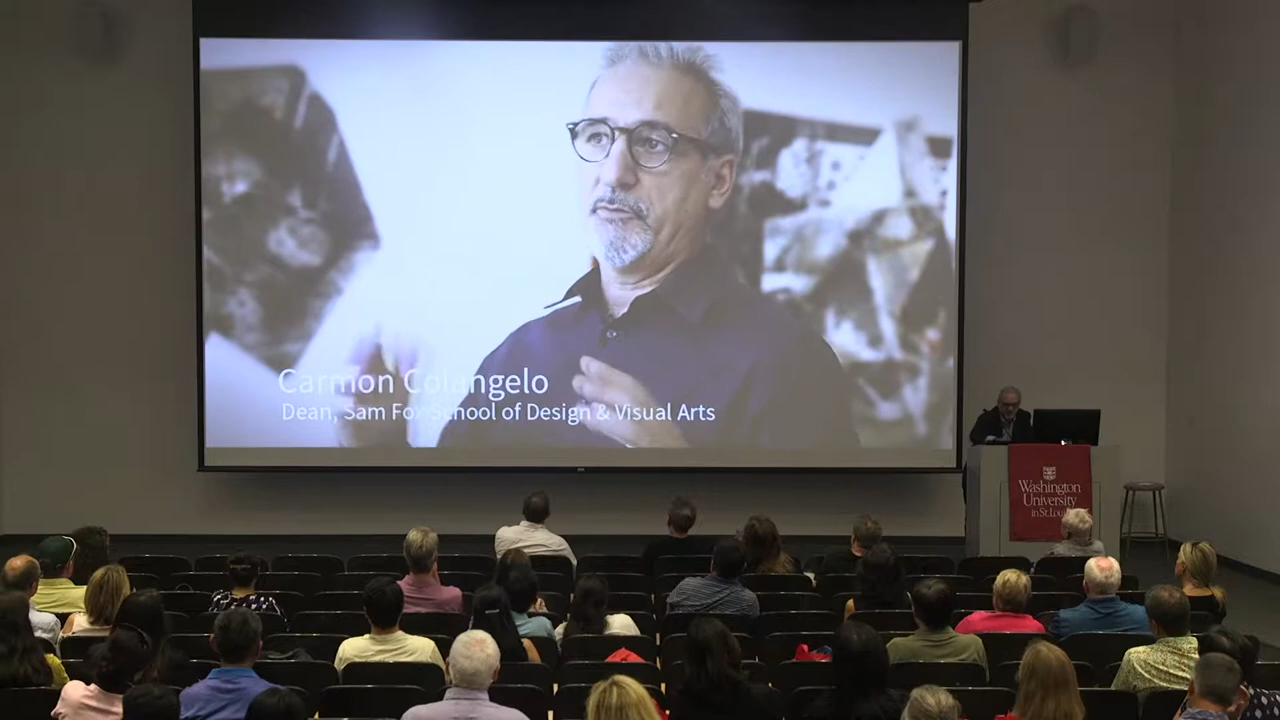 Carmon Colangelo
Dean, Sam Fox School of Design & Visual Arts
Washington
University
in St. Louis